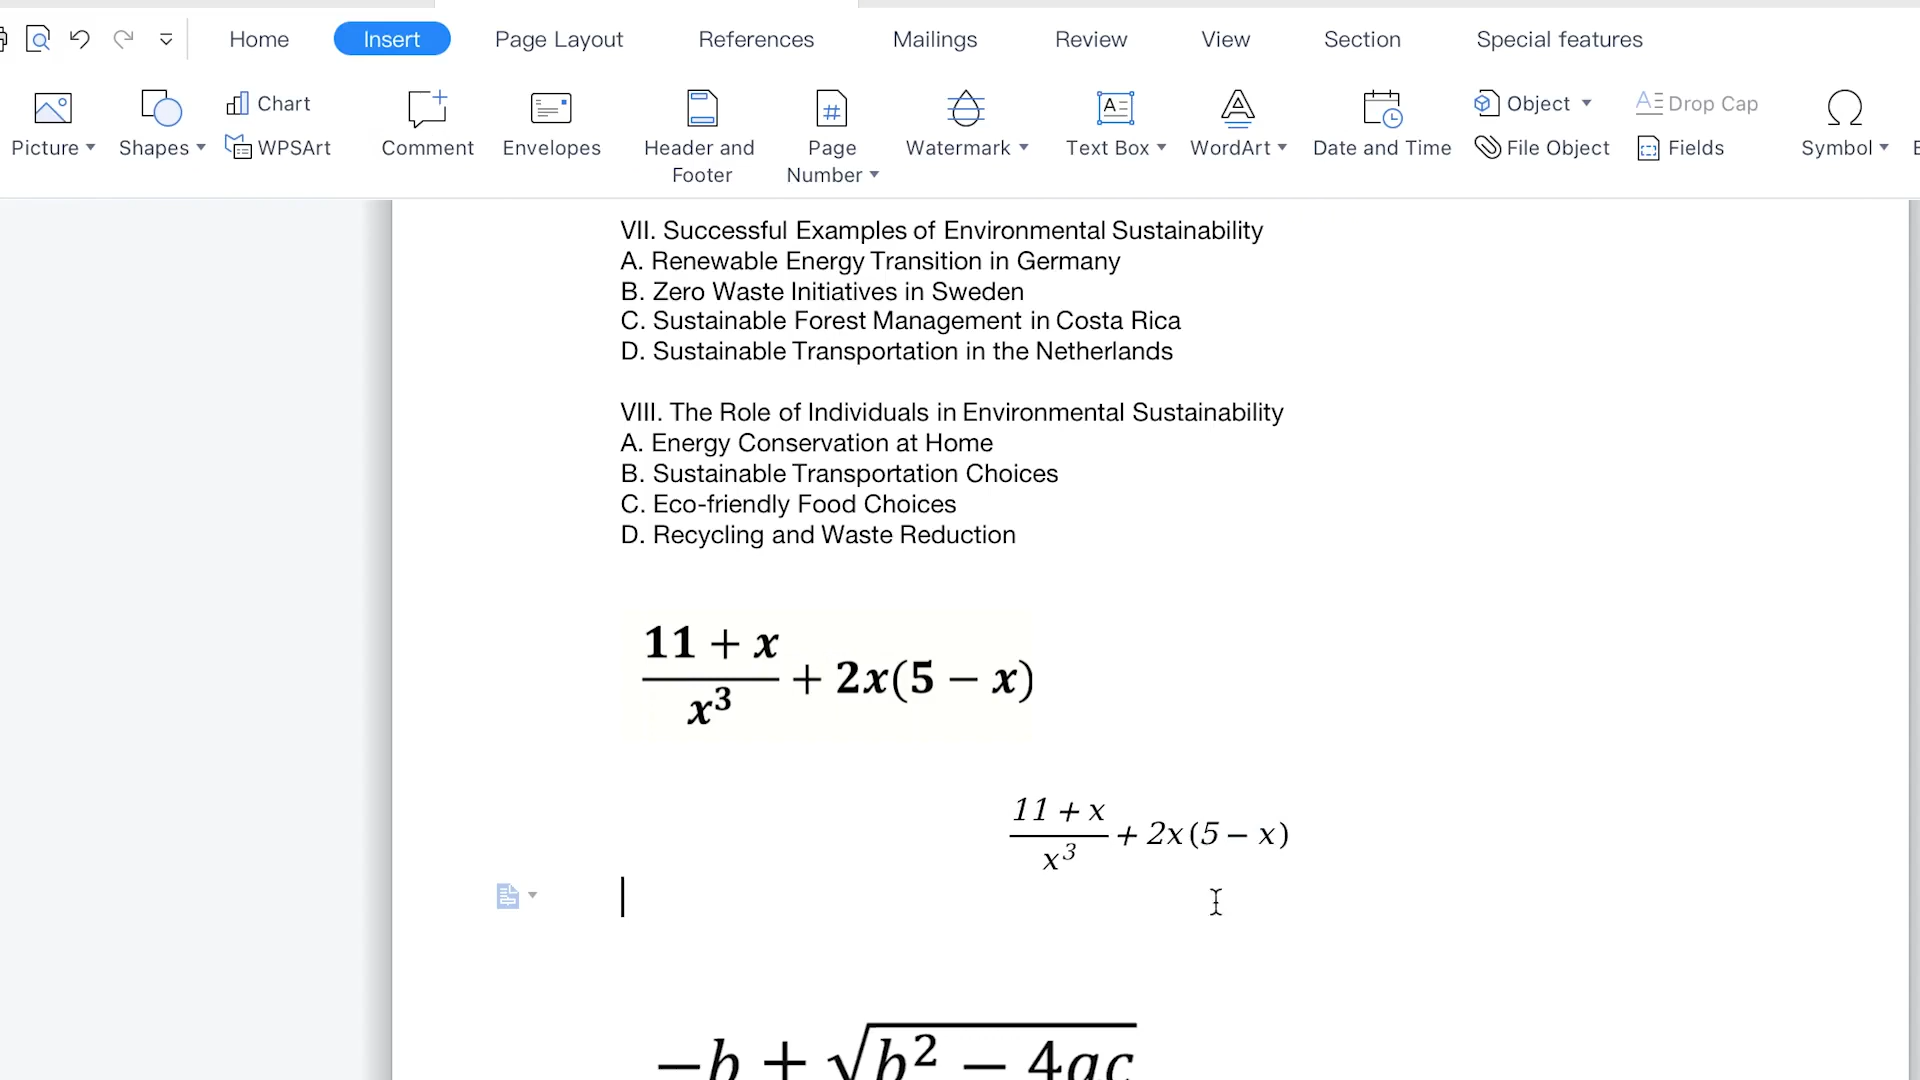 Home Insert Page Layout References Mailings Review View Section Special features
Picture Shapes Chart WPSArt Comment Envelopes Header and Footer Page Number Watermark Text Box WordArt Date and Time Object File Object Drop Cap Fields Symbol
VII. Successful Examples of Environmental Sustainability
A. Renewable Energy Transition in Germany
B. Zero Waste Initiatives in Sweden
C. Sustainable Forest Management in Costa Rica
D. Sustainable Transportation in the Netherlands
VIII. The Role of Individuals in Environmental Sustainability
A. Energy Conservation at Home
B. Sustainable Transportation Choices
C. Eco-friendly Food Choices
D. Recycling and Waste Reduction
11 + x
+ 2x(5 − x)
x³
11 + x
+ 2x(5 − x)
x³
−b + √b² − 4ac